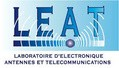 LEAT
LABORATOIRE D'ELECTRONIQUE
ANTENNES ET TELECOMMUNICATIONS